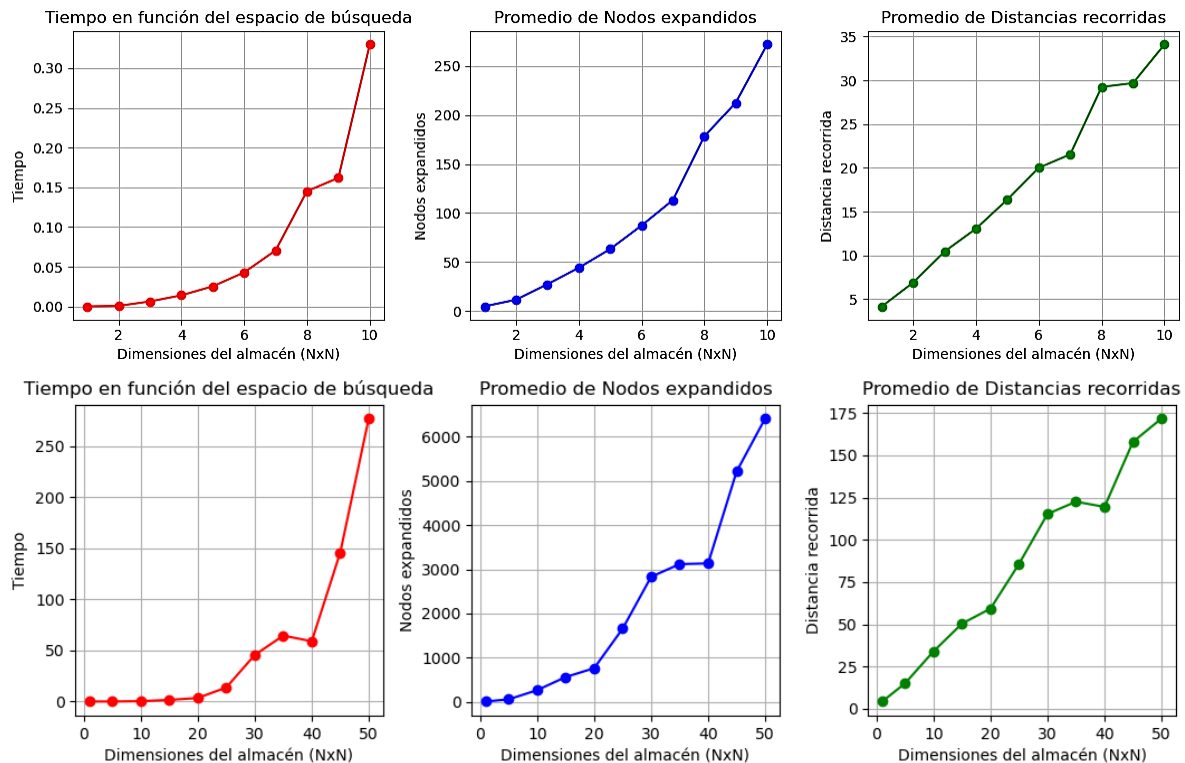 Tiempo en función del espacio de búsqueda
0.30
0.25
0.20
0.15
0.10
0.05
0.00
Tiempo
2 4 6 8 10
Dimensiones del almacén (NxN)
Promedio de Nodos expandidos
250
200
150
100
50
0
Nodos expandidos
2 4 6 8 10
Dimensiones del almacén (NxN)
Promedio de Distancias recorridas
35
30
25
20
15
10
5
Distancia recorrida
2 4 6 8 10
Dimensiones del almacén (NxN)
Tiempo en función del espacio de búsqueda
250
200
150
100
50
0
Tiempo
0 10 20 30 40 50
Dimensiones del almacén (NxN)
Promedio de Nodos expandidos
6000
5000
4000
3000
2000
1000
0
Nodos expandidos
0 10 20 30 40 50
Dimensiones del almacén (NxN)
Promedio de Distancias recorridas
175
150
125
100
75
50
25
0
Distancia recorrida
0 10 20 30 40 50
Dimensiones del almacén (NxN)